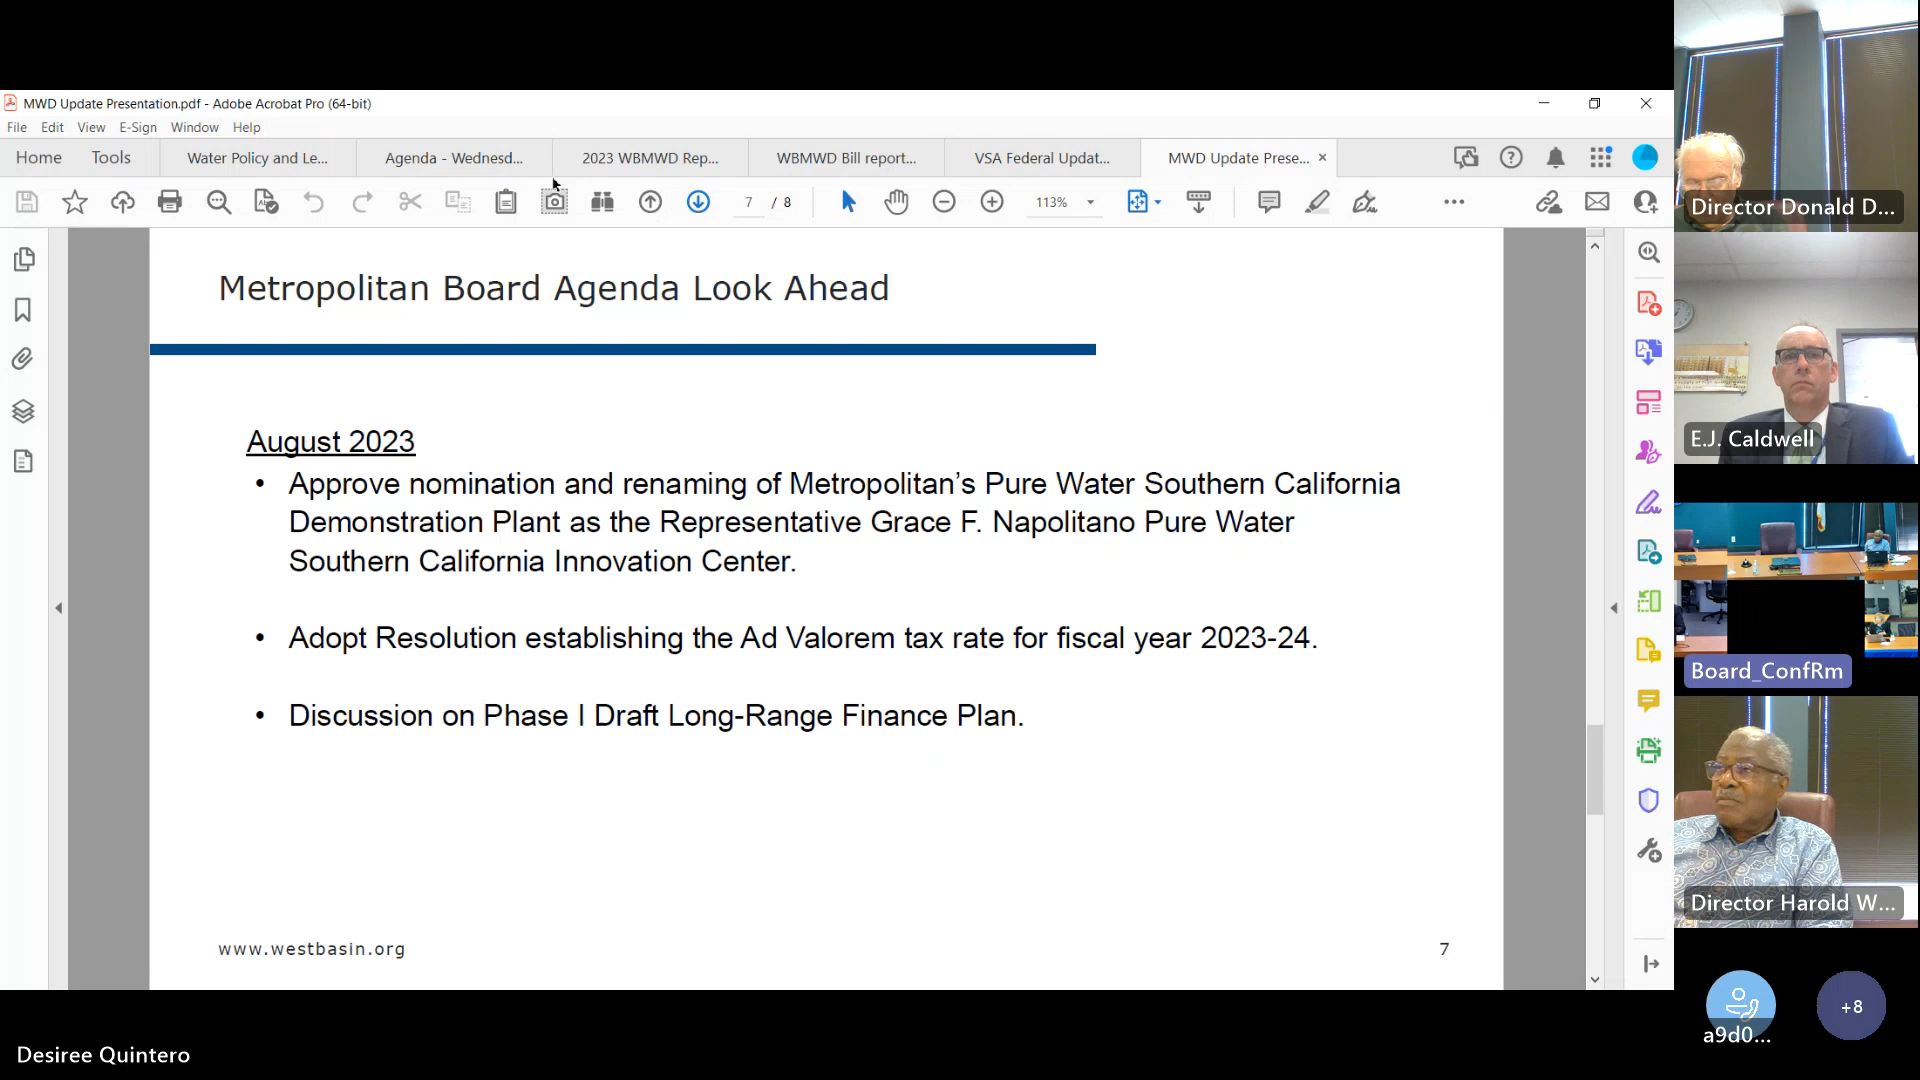 MWD Update Presentation.pdf - Adobe Acrobat Pro (64-bit)
File Edit View E-Sign Window Help
Home Tools Water Policy and Le... Agenda - Wednesd... 2023 WBMWD Rep... WBMWD Bill report... VSA Federal Updat... MWD Update Prese... ×
7 / 8 113%
Metropolitan Board Agenda Look Ahead
August 2023
• Approve nomination and renaming of Metropolitan’s Pure Water Southern California
Demonstration Plant as the Representative Grace F. Napolitano Pure Water
Southern California Innovation Center.
• Adopt Resolution establishing the Ad Valorem tax rate for fiscal year 2023-24.
• Discussion on Phase I Draft Long-Range Finance Plan.
www.westbasin.org
7
Director Donald D...
E.J. Caldwell
Board_ConfRm
Director Harold W...
a9d0...
+8
Desiree Quintero